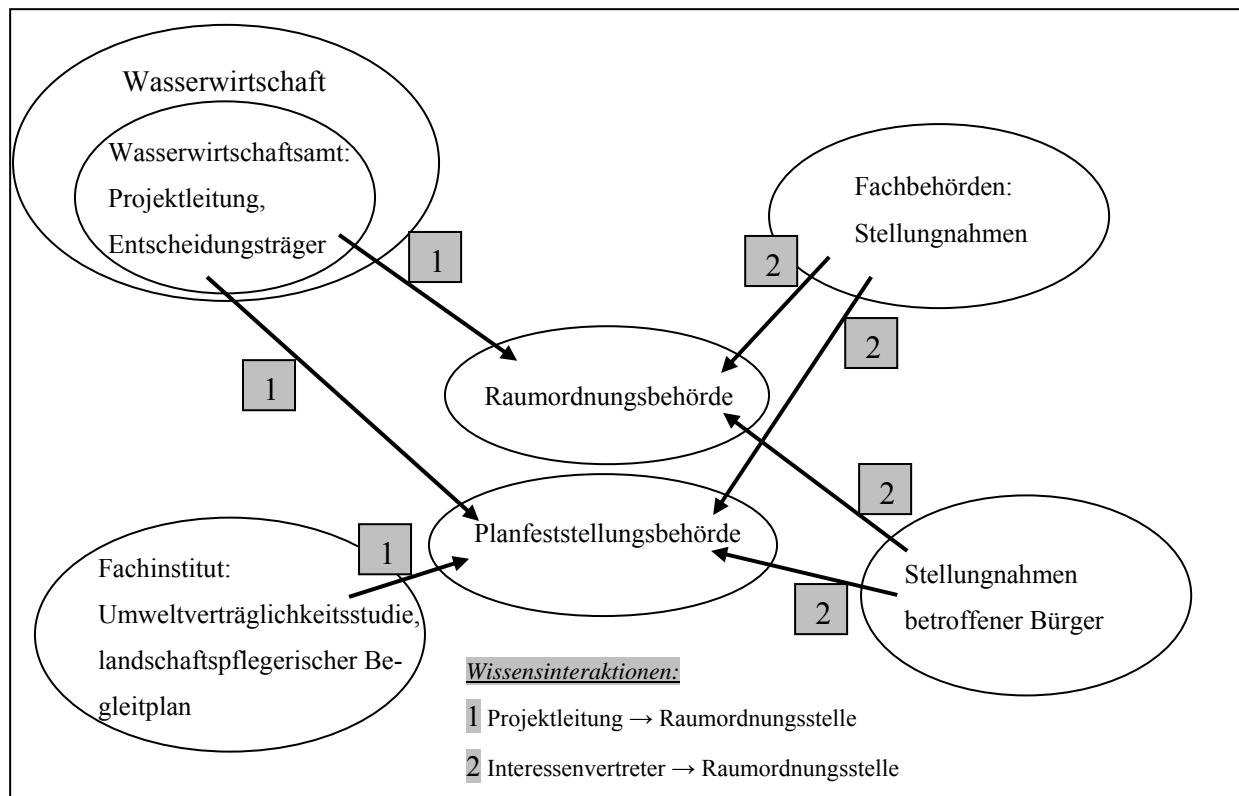 Wasserwirtschaft
Wasserwirtschaftsamt:
Projektleitung,
Entscheidungsträger
Fachbehörden:
Stellungnahmen
1
2
2
1
Raumordnungsbehörde
2
Planfeststellungsbehörde
1
Fachinstitut:
Umweltverträglichkeitsstudie,
landschaftspflegerischer Be-
gleitplan
Stellungnahmen
betroffener Bürger
2
Wissensinteraktionen:
1 Projektleitung → Raumordnungsstelle
2 Interessenvertreter → Raumordnungsstelle